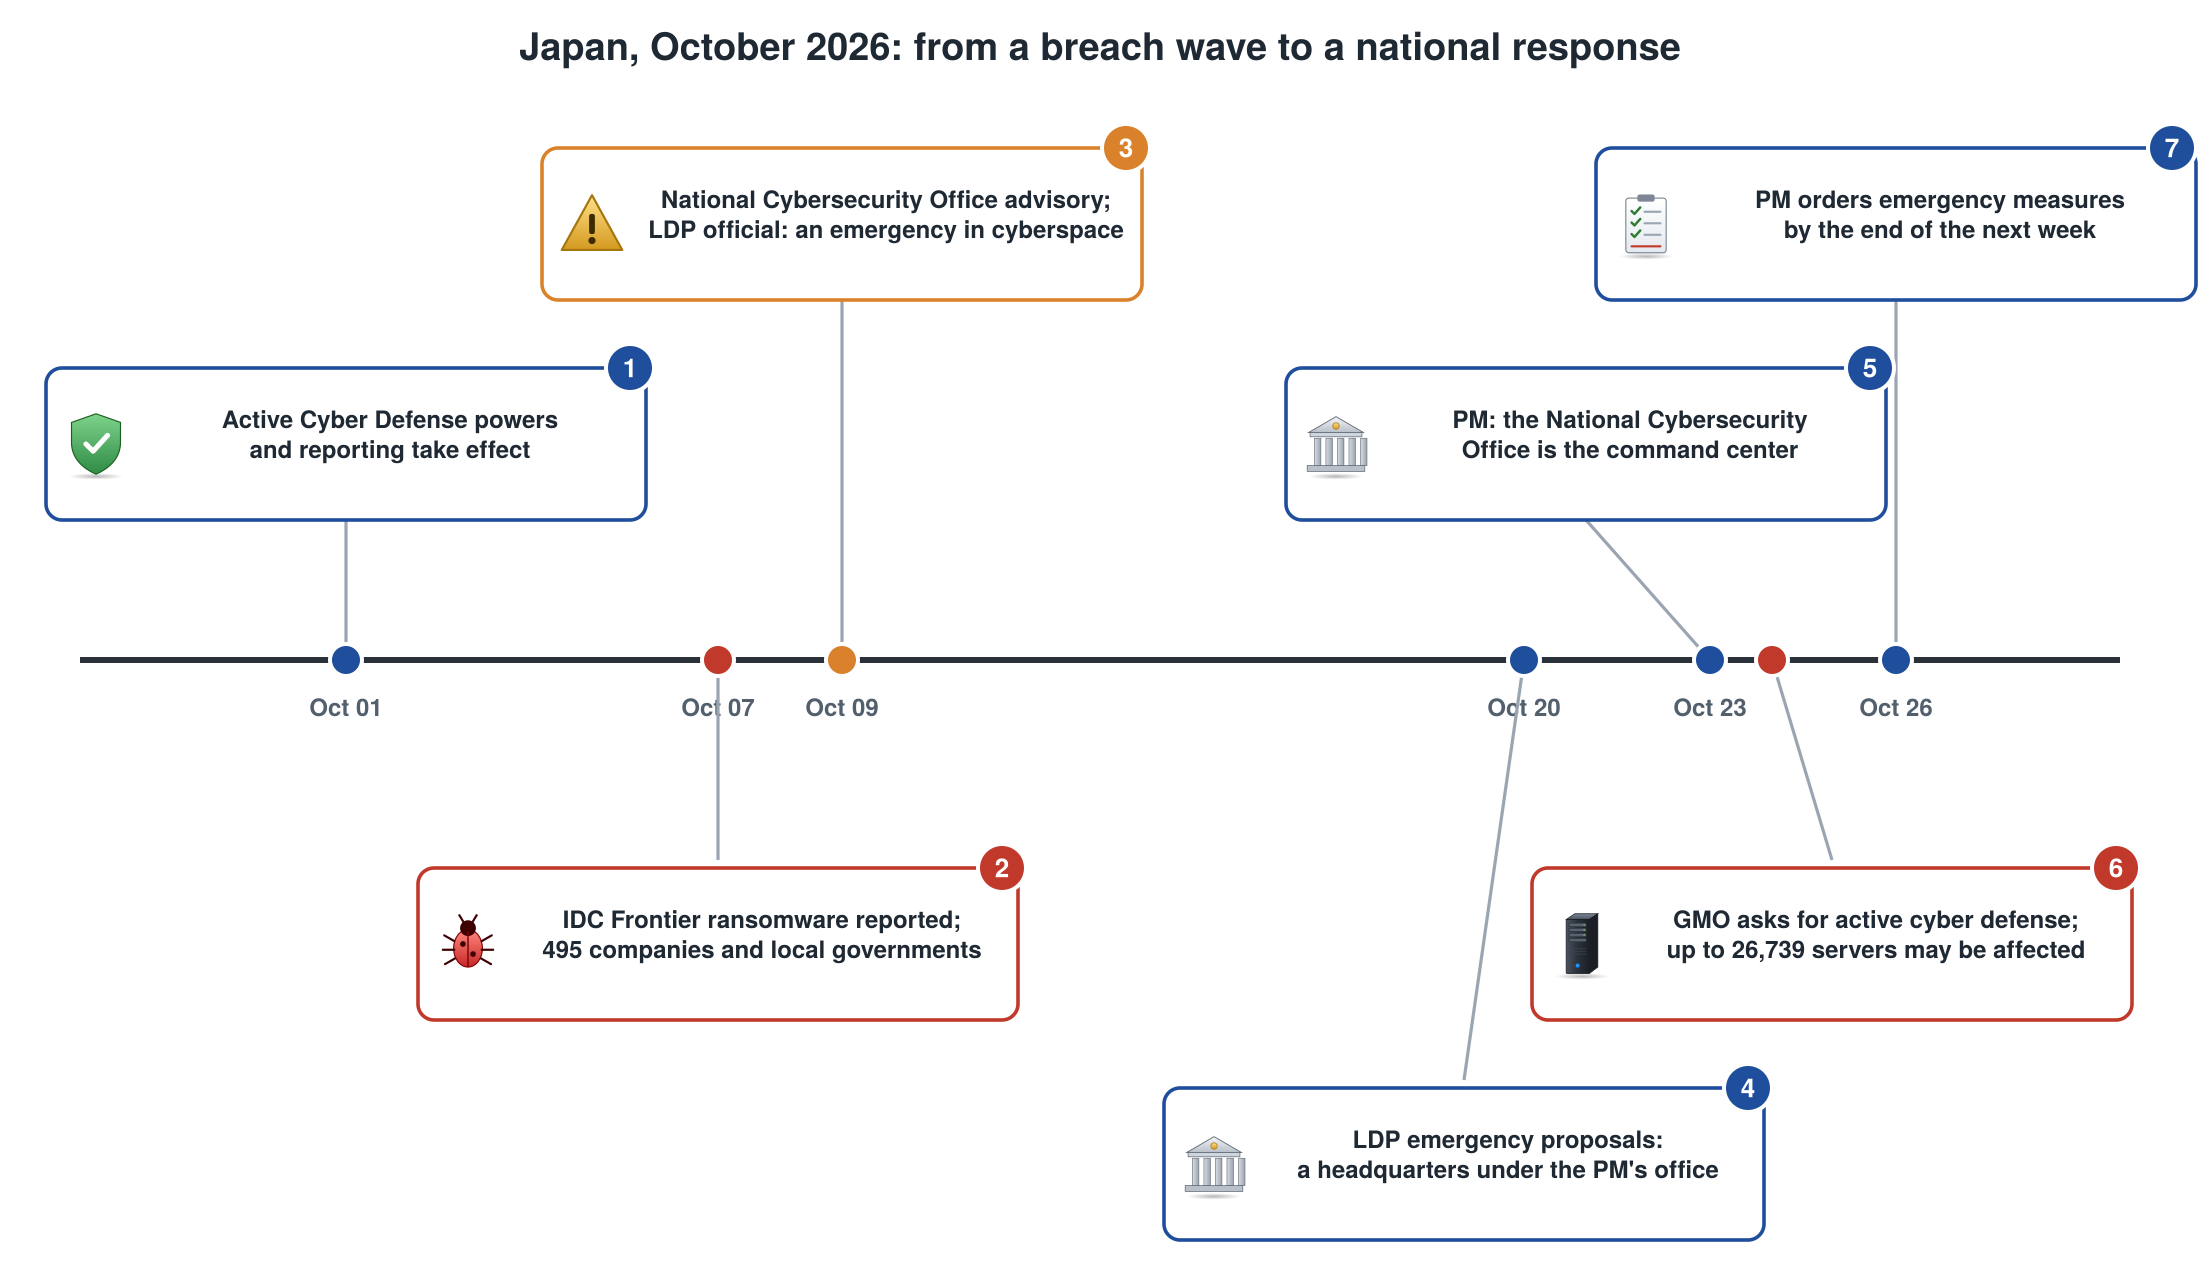 Japan, October 2026: from a breach wave to a national response
3
National Cybersecurity Office advisory;
LDP official: an emergency in cyberspace
7
PM orders emergency measures
by the end of the next week
1
Active Cyber Defense powers
and reporting take effect
5
PM: the National Cybersecurity
Office is the command center
Oct 01
Oct 07
Oct 09
Oct 20
Oct 23
Oct 26
2
IDC Frontier ransomware reported;
495 companies and local governments
6
GMO asks for active cyber defense;
up to 26,739 servers may be affected
4
LDP emergency proposals:
a headquarters under the PM's office